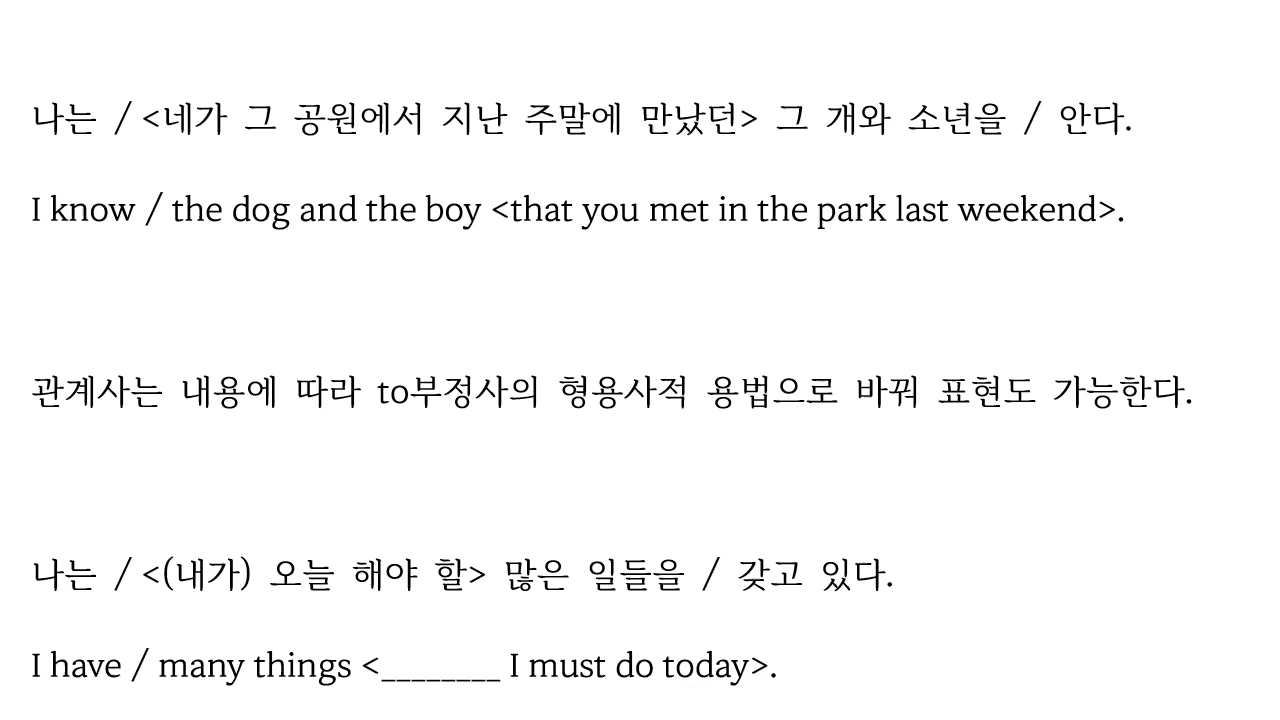 나는 / <네가 그 공원에서 지난 주말에 만났던> 그 개와 소년을 / 안다.
I know / the dog and the boy <that you met in the park last weekend>.
관계사는 내용에 따라 to부정사의 형용사적 용법으로 바꿔 표현도 가능한다.
나는 / <(내가) 오늘 해야 할> 많은 일들을 / 갖고 있다.
I have / many things <________ I must do today>.